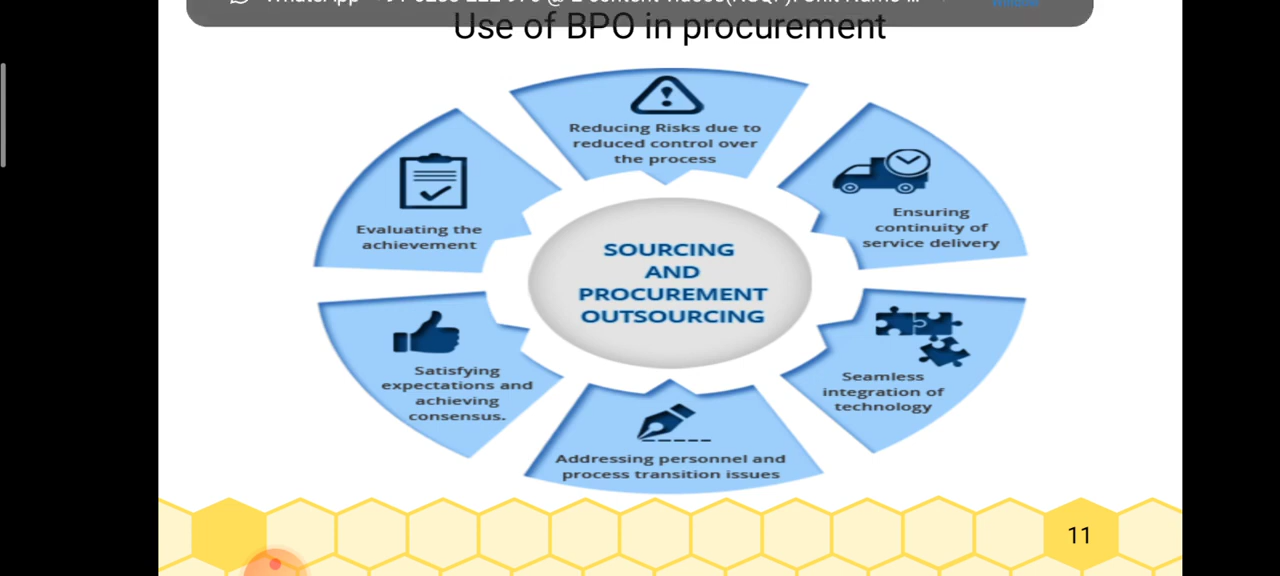 Use of BPO in procurement
Reducing Risks due to
reduced control over
the process
Ensuring
continuity of
service delivery
Seamless
integration of
technology
Addressing personnel and
process transition issues
Satisfying
expectations and
achieving
consensus.
Evaluating the
achievement
SOURCING
AND
PROCUREMENT
OUTSOURCING
11